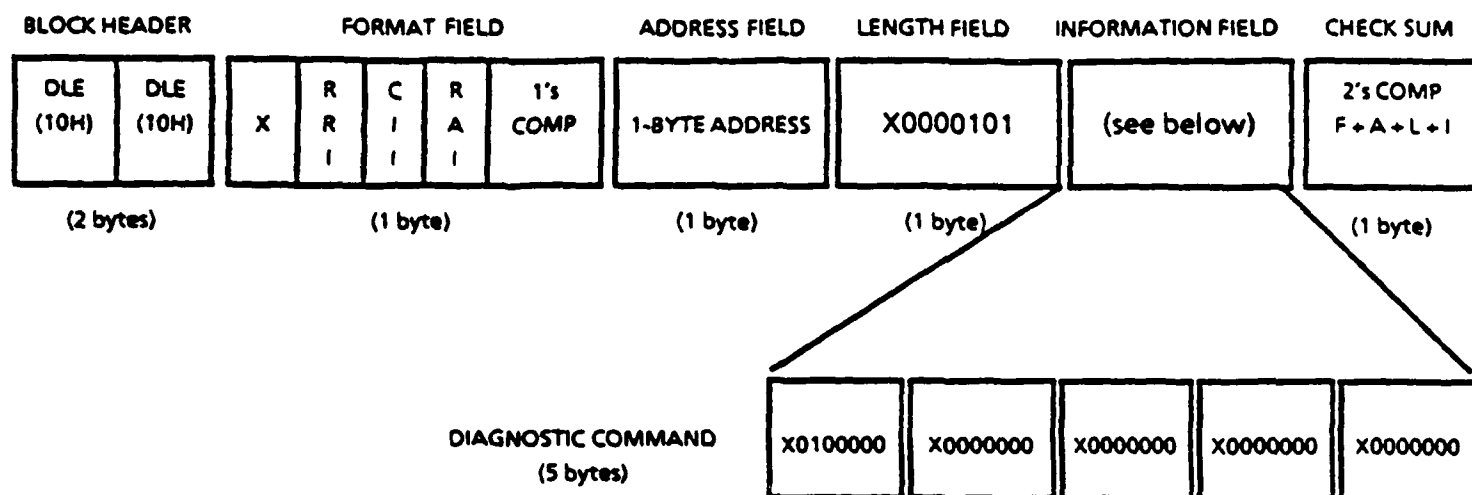 BLOCK HEADER FORMAT FIELD ADDRESS FIELD LENGTH FIELD INFORMATION FIELD CHECK SUM
DLE (10H)
DLE (10H)
X
R R I
C I I
R A I
1's COMP
1-BYTE ADDRESS
X0000101
(see below)
2's COMP
F + A + L + I
(2 bytes) (1 byte) (1 byte) (1 byte) (1 byte)
DIAGNOSTIC COMMAND
(5 bytes)
X0100000 X0000000 X0000000 X0000000 X0000000